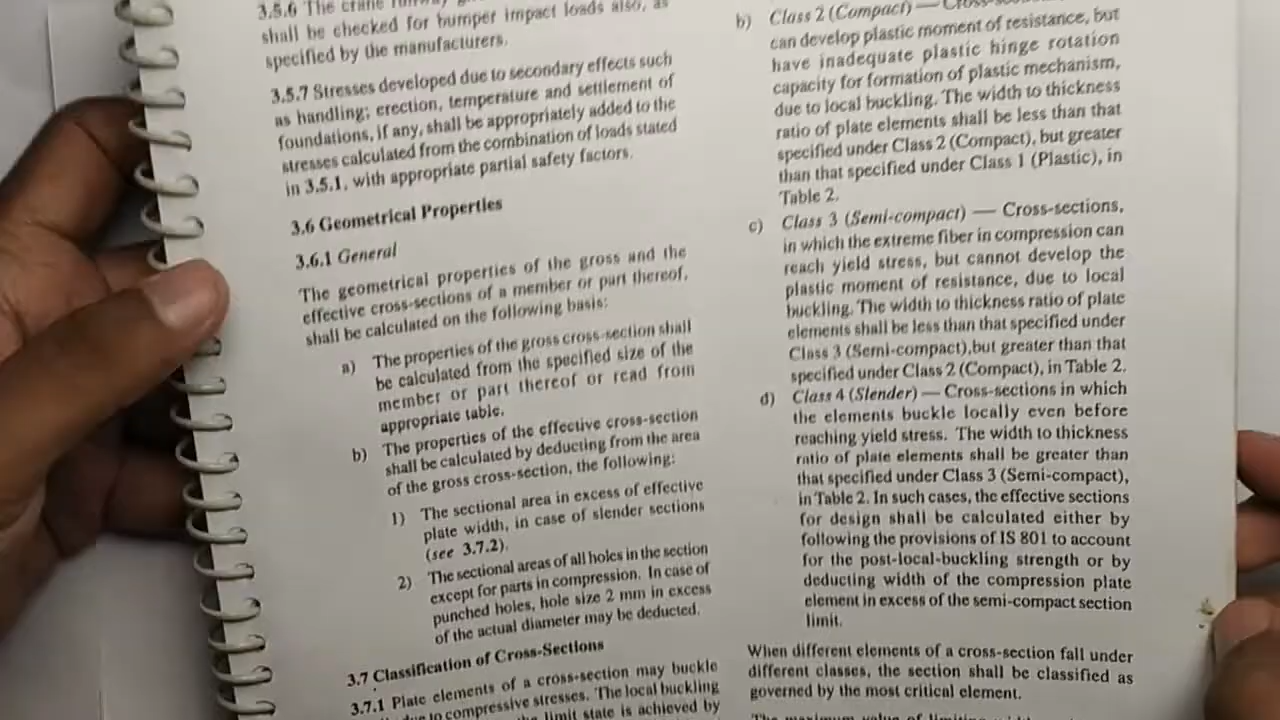 3.5.6 The crane
shall be checked for bumper impact loads also, as
specified by the manufacturers.
3.5.7 Stresses developed due to secondary effects such
as handling; erection, temperature and settlement of
foundations, if any, shall be appropriately added to the
stresses calculated from the combination of loads stated
in 3.5.1, with appropriate partial safety factors.
3.6 Geometrical Properties
3.6.1 General
The geometrical properties of the gross and the
effective cross-sections of a member or part thereof,
shall be calculated on the following basis:
a) The properties of the gross cross-section shall
be calculated from the specified size of the
member or part thereof or read from
appropriate table.
b) The properties of the effective cross-section
shall be calculated by deducting from the area
of the gross cross-section, the following:
1) The sectional area in excess of effective
plate width, in case of slender sections
(see 3.7.2).
2) The sectional areas of all holes in the section
except for parts in compression. In case of
punched holes, hole size 2 mm in excess
of the actual diameter may be deducted.
3.7 Classification of Cross-Sections
3.7.1 Plate elements of a cross-section may buckle
due to compressive stresses. The local buckling
limit state is achieved by
b) Class 2 (Compact) —
can develop plastic moment of resistance, but
have inadequate plastic hinge rotation
capacity for formation of plastic mechanism,
due to local buckling. The width to thickness
ratio of plate elements shall be less than that
specified under Class 2 (Compact), but greater
than that specified under Class 1 (Plastic), in
Table 2.
c) Class 3 (Semi-compact) — Cross-sections,
in which the extreme fiber in compression can
reach yield stress, but cannot develop the
plastic moment of resistance, due to local
buckling. The width to thickness ratio of plate
elements shall be less than that specified under
Class 3 (Semi-compact),but greater than that
specified under Class 2 (Compact), in Table 2.
d) Class 4 (Slender) — Cross-sections in which
the elements buckle locally even before
reaching yield stress. The width to thickness
ratio of plate elements shall be greater than
that specified under Class 3 (Semi-compact),
in Table 2. In such cases, the effective sections
for design shall be calculated either by
following the provisions of IS 801 to account
for the post-local-buckling strength or by
deducting width of the compression plate
element in excess of the semi-compact section
limit.
When different elements of a cross-section fall under
different classes, the section shall be classified as
governed by the most critical element.
The maximum value of limiting